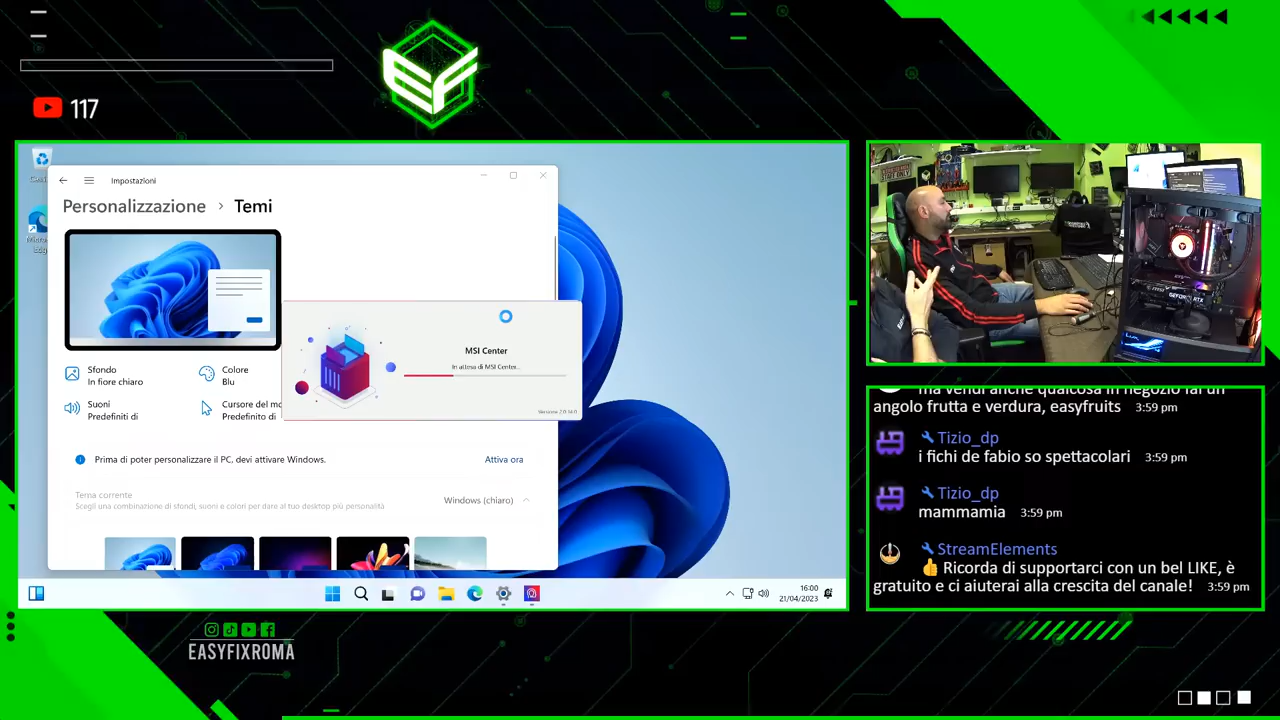 EF
117
Impostazioni
Personalizzazione > Temi
Sfondo
In fiore chiaro
Colore
Blu
Suoni
Predefiniti di
Cursore del mo
Predefinito di
MSI Center
In attesa di MSI Center...
Prima di poter personalizzare il PC, devi attivare Windows.
Attiva ora
Tema corrente
Scegli una combinazione di sfondi, suoni e colori per dare al tuo desktop più personalità
Windows (chiaro)
16:00
21/04/2023
ma vendi anche qualcosa in negozio fai un
angolo frutta e verdura, easyfruits 3:59 pm
Tizio_dp
i fichi de fabio so spettacolari 3:59 pm
Tizio_dp
mammamia 3:59 pm
StreamElements
👍 Ricorda di supportarci con un bel LIKE, è
gratuito e ci aiuterai alla crescita del canale! 3:59 pm
GEFORCE RTX
EASYFIXROMA